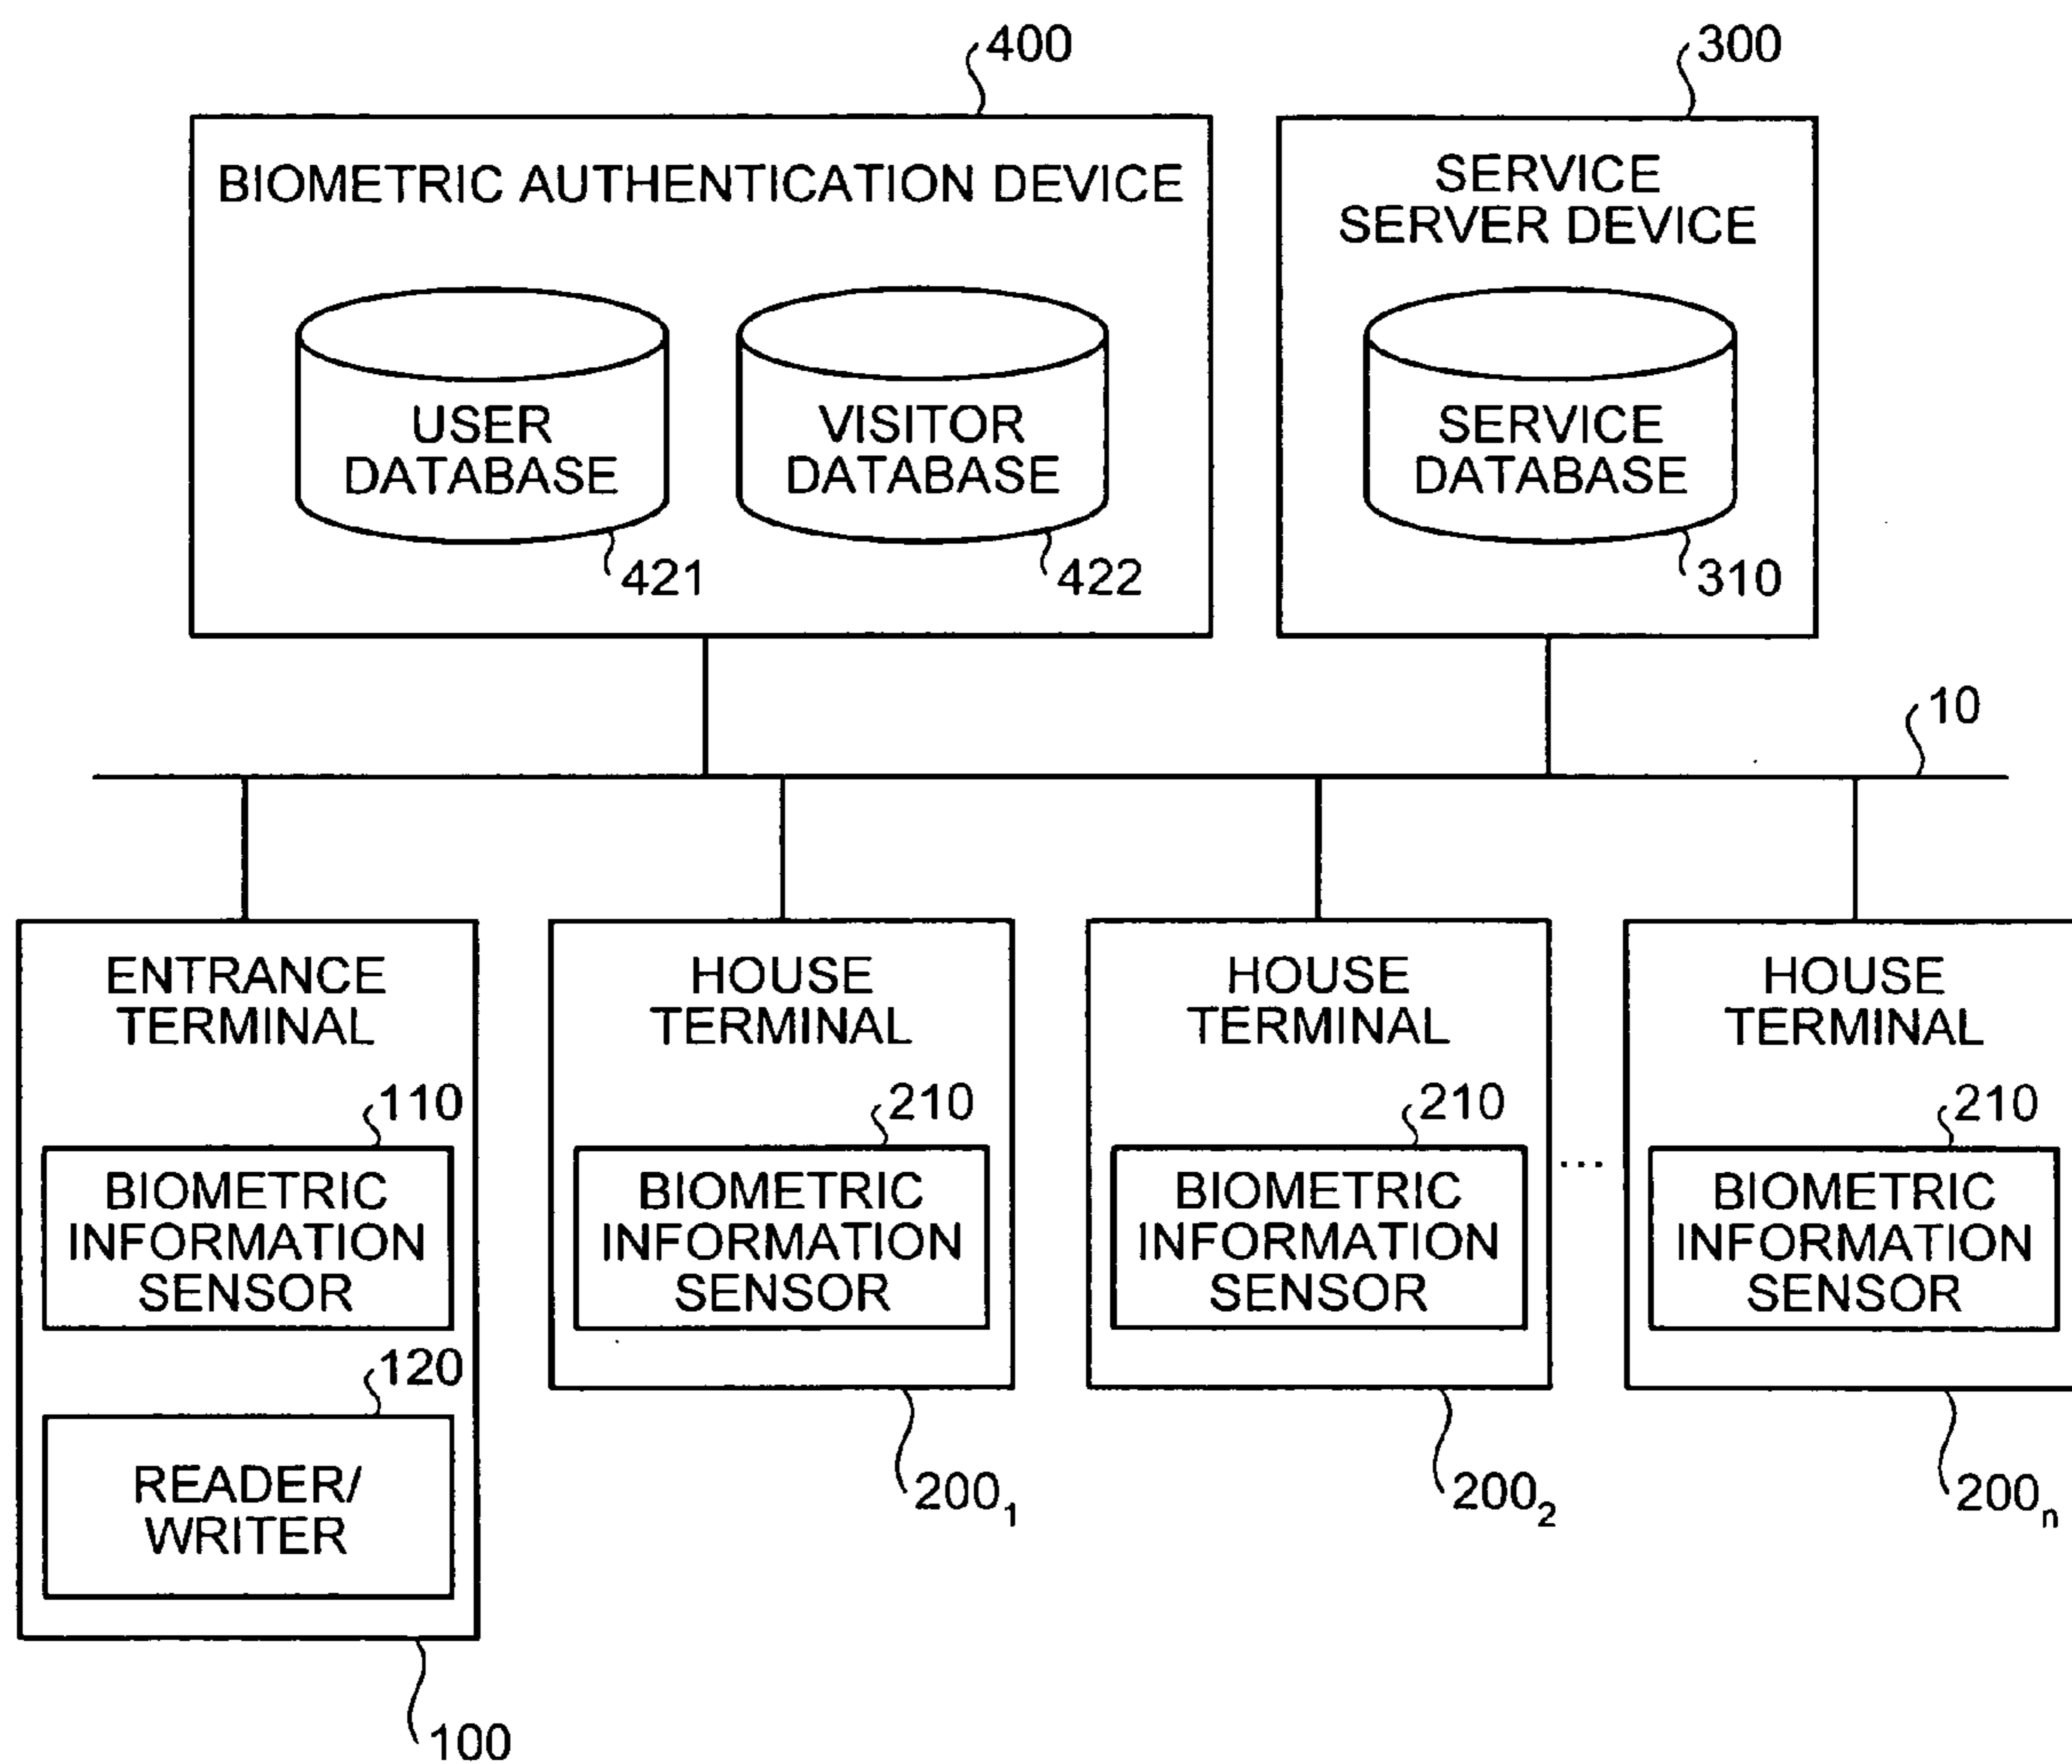 400
300
BIOMETRIC AUTHENTICATION DEVICE
SERVICE
SERVER DEVICE
USER
DATABASE
VISITOR
DATABASE
SERVICE
DATABASE
421
422
310
10
ENTRANCE
TERMINAL
110
BIOMETRIC
INFORMATION
SENSOR
120
READER/
WRITER
100
HOUSE
TERMINAL
210
BIOMETRIC
INFORMATION
SENSOR
200₁
HOUSE
TERMINAL
210
BIOMETRIC
INFORMATION
SENSOR
200₂
...
HOUSE
TERMINAL
210
BIOMETRIC
INFORMATION
SENSOR
200ₙ